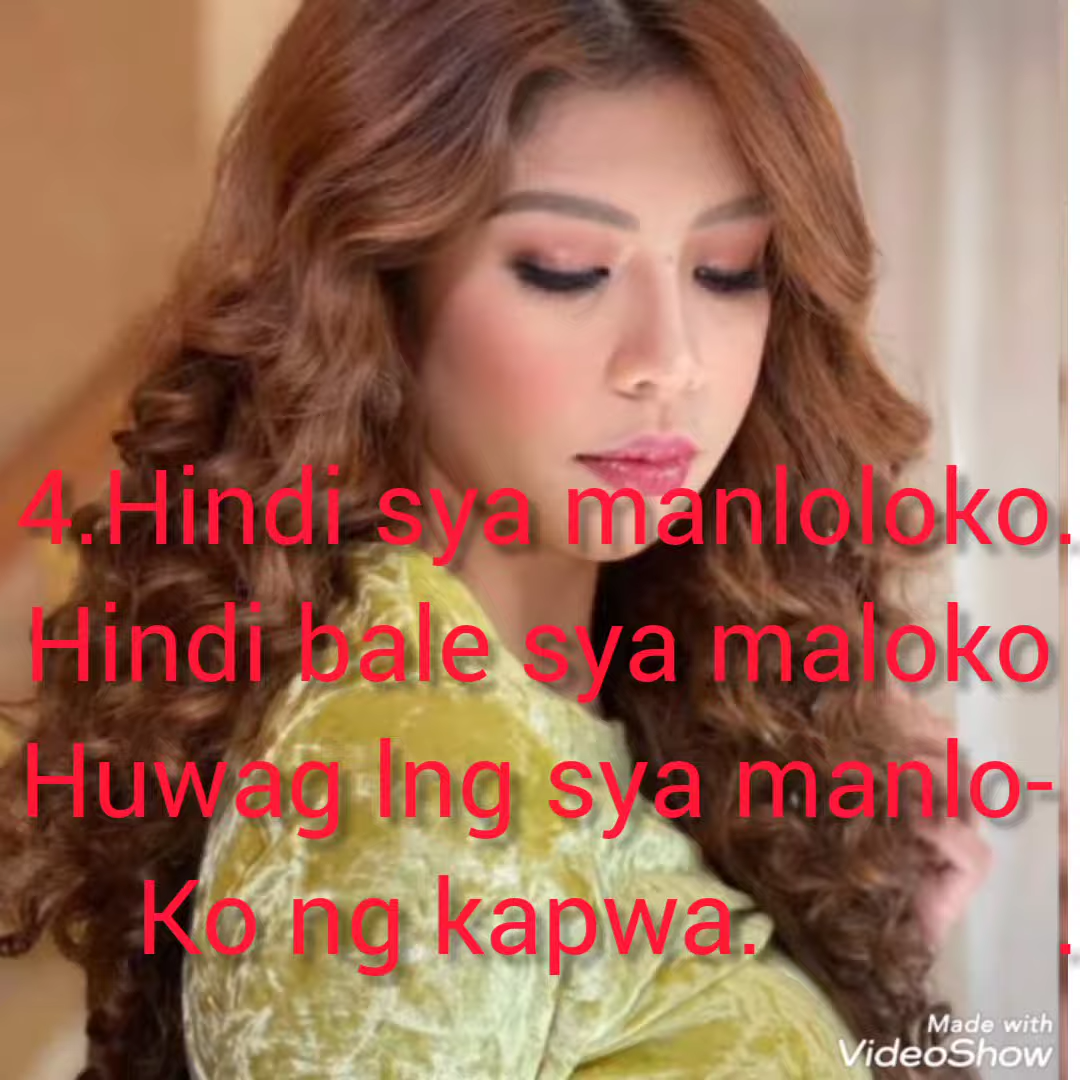 4.Hindi sya manloloko.
Hindi bale sya maloko
Huwag lng sya manlo-
Ko ng kapwa. .
Made with
VideoShow